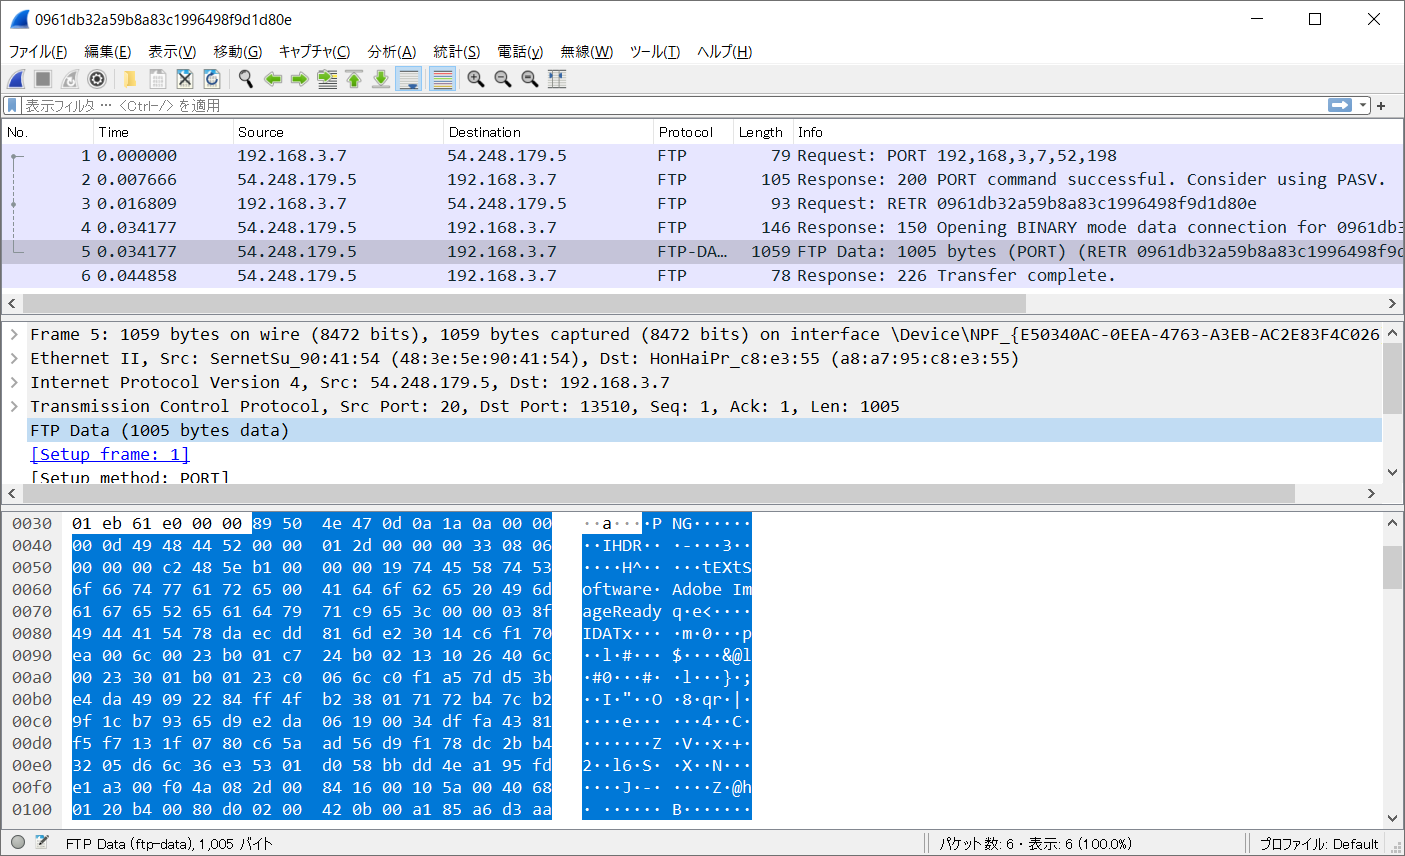 0961db32a59b8a83c1996498f9d1d80e
ファイル(F) 編集(E) 表示(V) 移動(G) キャプチャ(C) 分析(A) 統計(S) 電話(y) 無線(W) ツール(T) ヘルプ(H)
表示フィルタ … <Ctrl-/> を適用
No. Time Source Destination Protocol Length Info
1 0.000000 192.168.3.7 54.248.179.5 FTP 79 Request: PORT 192,168,3,7,52,198
2 0.007666 54.248.179.5 192.168.3.7 FTP 105 Response: 200 PORT command successful. Consider using PASV.
3 0.016809 192.168.3.7 54.248.179.5 FTP 93 Request: RETR 0961db32a59b8a83c1996498f9d1d80e
4 0.034177 54.248.179.5 192.168.3.7 FTP 146 Response: 150 Opening BINARY mode data connection for 0961db3
5 0.034177 54.248.179.5 192.168.3.7 FTP-DA… 1059 FTP Data: 1005 bytes (PORT) (RETR 0961db32a59b8a83c1996498f9d
6 0.044858 54.248.179.5 192.168.3.7 FTP 78 Response: 226 Transfer complete.
Frame 5: 1059 bytes on wire (8472 bits), 1059 bytes captured (8472 bits) on interface \Device\NPF_{E50340AC-0EEA-4763-A3EB-AC2E83F4C026
Ethernet II, Src: SernetSu_90:41:54 (48:3e:5e:90:41:54), Dst: HonHaiPr_c8:e3:55 (a8:a7:95:c8:e3:55)
Internet Protocol Version 4, Src: 54.248.179.5, Dst: 192.168.3.7
Transmission Control Protocol, Src Port: 20, Dst Port: 13510, Seq: 1, Ack: 1, Len: 1005
FTP Data (1005 bytes data)
[Setup frame: 1]
[Setup method: PORT]
0030 01 eb 61 e0 00 00 89 50 4e 47 0d 0a 1a 0a 00 00 ··a····P NG······
0040 00 0d 49 48 44 52 00 00 01 2d 00 00 00 33 08 06 ··IHDR·· ·-···3··
0050 00 00 00 c2 48 5e b1 00 00 00 19 74 45 58 74 53 ····H^·· ···tEXtS
0060 6f 66 74 77 61 72 65 00 41 64 6f 62 65 20 49 6d oftware· Adobe Im
0070 61 67 65 52 65 61 64 79 71 c9 65 3c 00 00 03 8f ageReady q·e<····
0080 49 44 41 54 78 da ec dd 81 6d e2 30 14 c6 f1 70 IDATx··· ·m·0···p
0090 ea 00 6c 00 23 b0 01 c7 24 b0 02 13 10 26 40 6c ··l·#··· $····&@l
00a0 00 23 30 01 b0 01 23 c0 06 6c c0 f1 a5 7d d5 3b ·#0···#· ·l···}·;
00b0 e4 da 49 09 22 84 ff 4f b2 38 01 71 72 b4 7c b2 ··I·"··O ·8·qr·|·
00c0 9f 1c b7 93 65 d9 e2 da 06 19 00 34 df fa 43 81 ····e··· ···4··C·
00d0 f5 f7 13 1f 07 80 c6 5a ad 56 d9 f1 78 dc 2b b4 ·······Z ·V··x·+·
00e0 32 05 d6 6c 36 e3 53 01 d0 58 bb dd 4e a1 95 fd 2··l6·S· ·X··N···
00f0 e1 a3 00 f0 4a 08 2d 00 84 16 00 10 5a 00 40 68 ····J·-· ····Z·@h
0100 01 20 b4 00 80 d0 02 00 42 0b 00 a1 85 a6 d3 aa · ······ B·······
FTP Data (ftp-data), 1,005 バイト パケット数: 6 · 表示: 6 (100.0%) プロファイル: Default